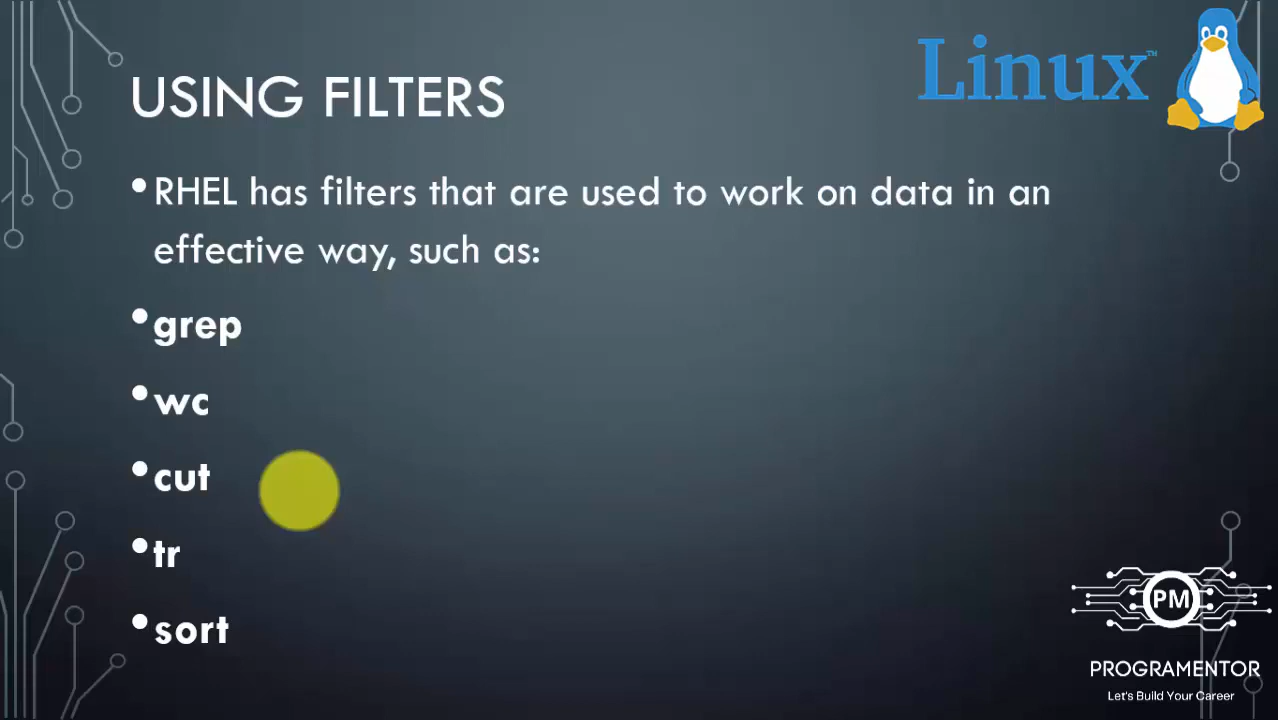 Linux™
USING FILTERS
• RHEL has filters that are used to work on data in an
effective way, such as:
• grep
• wc
• cut
• tr
• sort
PM
PROGRAMENTOR
Let's Build Your Career